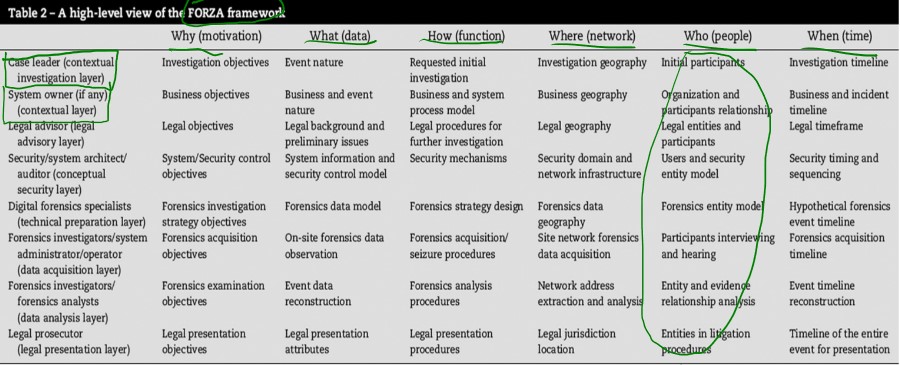 Table 2 – A high-level view of the FORZA framework
Why (motivation) What (data) How (function) Where (network) Who (people) When (time)
Case leader (contextual Investigation objectives Event nature Requested initial Investigation geography Initial participants Investigation timeline
investigation layer) investigation
System owner (if any) Business objectives Business and event Business and system Business geography Organization and Business and incident
(contextual layer) nature process model participants relationship timeline
Legal advisor (legal Legal objectives Legal background and Legal procedures for Legal geography Legal entities and Legal timeframe
advisory layer) preliminary issues further investigation participants
Security/system architect/ System/Security control System information and Security mechanisms Security domain and Users and security Security timing and
auditor (conceptual objectives security control model network infrastructure entity model sequencing
security layer)
Digital forensics specialists Forensics investigation Forensics data model Forensics strategy design Forensics data Forensics entity model Hypothetical forensics
(technical preparation layer) strategy objectives geography event timeline
Forensics investigators/system Forensics acquisition On-site forensics data Forensics acquisition/ Site network forensics Participants interviewing Forensics acquisition
administrator/operator objectives observation seizure procedures data acquisition and hearing timeline
(data acquisition layer)
Forensics investigators/ Forensics examination Event data Forensics analysis Network address Entity and evidence Event timeline
forensics analysts objectives reconstruction procedures extraction and analysis relationship analysis reconstruction
(data analysis layer)
Legal prosecutor Legal presentation Legal presentation Legal presentation Legal jurisdiction Entities in litigation Timeline of the entire
(legal presentation layer) objectives attributes procedures location procedures event for presentation